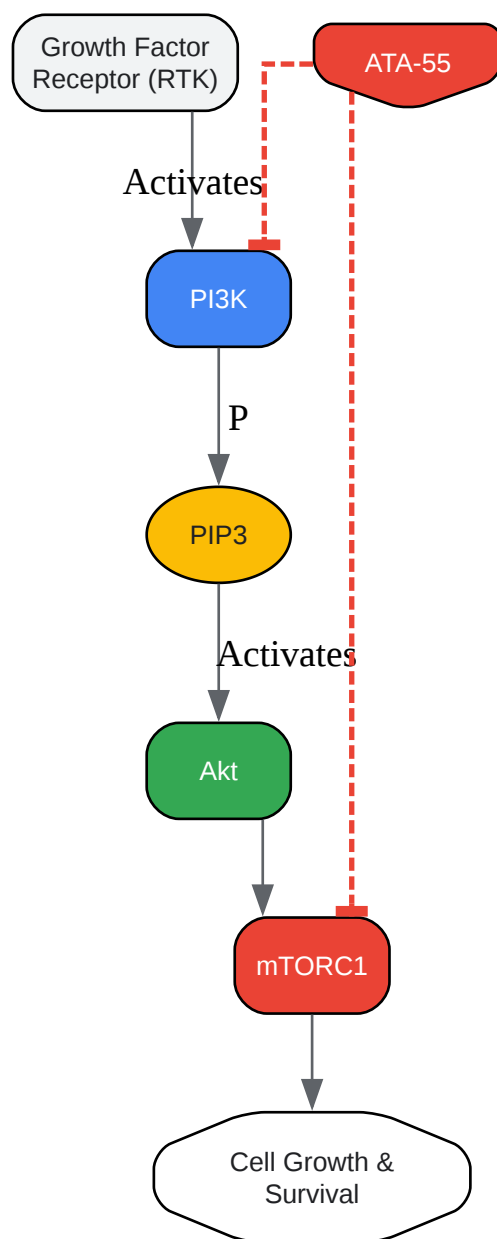 Growth Factor
Receptor (RTK)
ATA-55
Activates
PI3K
P
PIP3
Activates
Akt
mTORC1
Cell Growth &
Survival